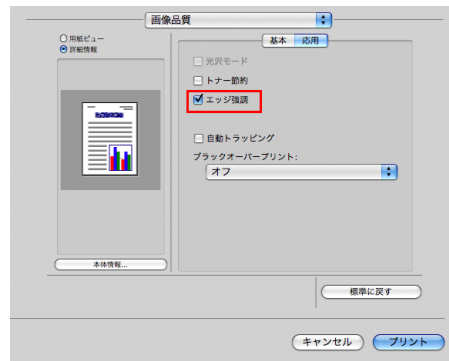 画像品質
用紙ビュー
詳細情報
基本 応用
光沢モード
トナー節約
エッジ強調
自動トラッピング
ブラックオーバープリント:
オフ
本体情報...
標準に戻す
キャンセル プリント